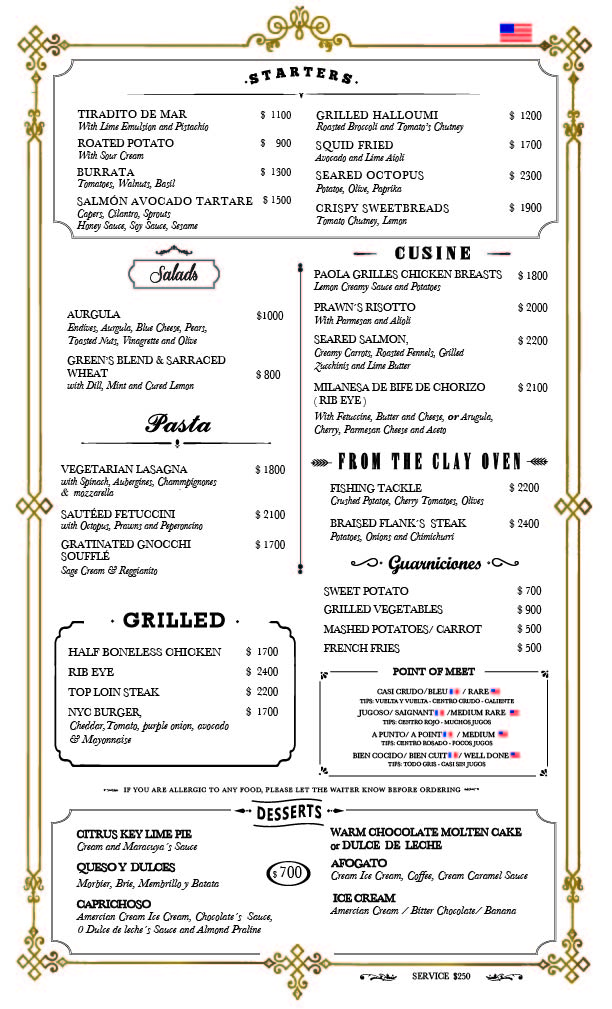 ·STARTERS·
TIRADITO DE MAR $ 1100
With Lime Emulsion and Pistachio
ROATED POTATO $ 900
With Sour Cream
BURRATA $ 1300
Tomatoes, Walnuts, Basil
SALMÓN AVOCADO TARTARE $ 1500
Capers, Cilantro, Sprouts
Honey Sauce, Soy Sauce, Sesame
GRILLED HALLOUMI $ 1200
Roasted Broccoli and Tomato's Chutney
SQUID FRIED $ 1700
Avocado and Lime Aioli
SEARED OCTOPUS $ 2300
Potatoe, Olive, Paprika
CRISPY SWEETBREADS $ 1900
Tomato Chutney, Lemon
Salads
AURGULA $1000
Endives, Aurgula, Blue Cheese, Pears,
Toasted Nuts, Vinagrette and Olive
GREEN'S BLEND & SARRACED
WHEAT $ 800
with Dill, Mint and Cured Lemon
Pasta
VEGETARIAN LASAGNA $ 1800
with Spinach, Aubergines, Chammpignones
& mozzarella
SAUTÉED FETUCCINI $ 2100
with Octopus, Prawns and Peperoncino
GRATINATED GNOCCHI $ 1700
SOUFFLÉ
Sage Cream & Reggianito
CUSINE
PAOLA GRILLES CHICKEN BREASTS $ 1800
Lemon Creamy Sauce and Potatoes
PRAWN´S RISOTTO $ 2000
With Parmesan and Alioli
SEARED SALMON, $ 2200
Creamy Carrots, Roasted Fennels, Grilled
Zucchinis and Lime Butter
MILANESA DE BIFE DE CHORIZO $ 2100
( RIB EYE )
With Fetuccine, Butter and Cheese, or Arugula,
Cherry, Parmesan Cheese and Aceto
FROM THE CLAY OVEN
FISHING TACKLE $ 2200
Crushed Potatoe, Cherry Tomatoes, Olives
BRAISED FLANK´S STEAK $ 2400
Potatoes, Onions and Chimichurri
Guarniciones
SWEET POTATO $ 700
GRILLED VEGETABLES $ 900
MASHED POTATOES/ CARROT $ 500
FRENCH FRIES $ 500
· GRILLED ·
HALF BONELESS CHICKEN $ 1700
RIB EYE $ 2400
TOP LOIN STEAK $ 2200
NYC BURGER, $ 1700
Cheddar, Tomato, purple onion, avocado
& Mayonnaise
POINT OF MEET
CASI CRUDO/BLEU / RARE
TIPS: VUELTA Y VUELTA - CENTRO CRUDO - CALIENTE
JUGOSO/ SAIGNANT /MEDIUM RARE
TIPS: CENTRO ROJO - MUCHOS JUGOS
A PUNTO/ A POINT / MEDIUM
TIPS: CENTRO ROSADO - POCOS JUGOS
BIEN COCIDO/ BIEN CUIT / WELL DONE
TIPS: TODO GRIS - CASI SIN JUGOS
IF YOU ARE ALLERGIC TO ANY FOOD, PLEASE LET THE WAITER KNOW BEFORE ORDERING
DESSERTS
CITRUS KEY LIME PIE
Cream and Maracuya´s Sauce
QUESO Y DULCES
Morbier, Brie, Membrillo y Batata
CAPRICHOSO
Amercian Cream Ice Cream, Chocolate´s Sauce,
0 Dulce de leche´s Sauce and Almond Praline
$ 700
WARM CHOCOLATE MOLTEN CAKE
or DULCE DE LECHE
AFOGATO
Cream Ice Cream, Coffee, Cream Caramel Sauce
ICE CREAM
Amercian Cream / Bitter Chocolate/ Banana
SERVICE $250